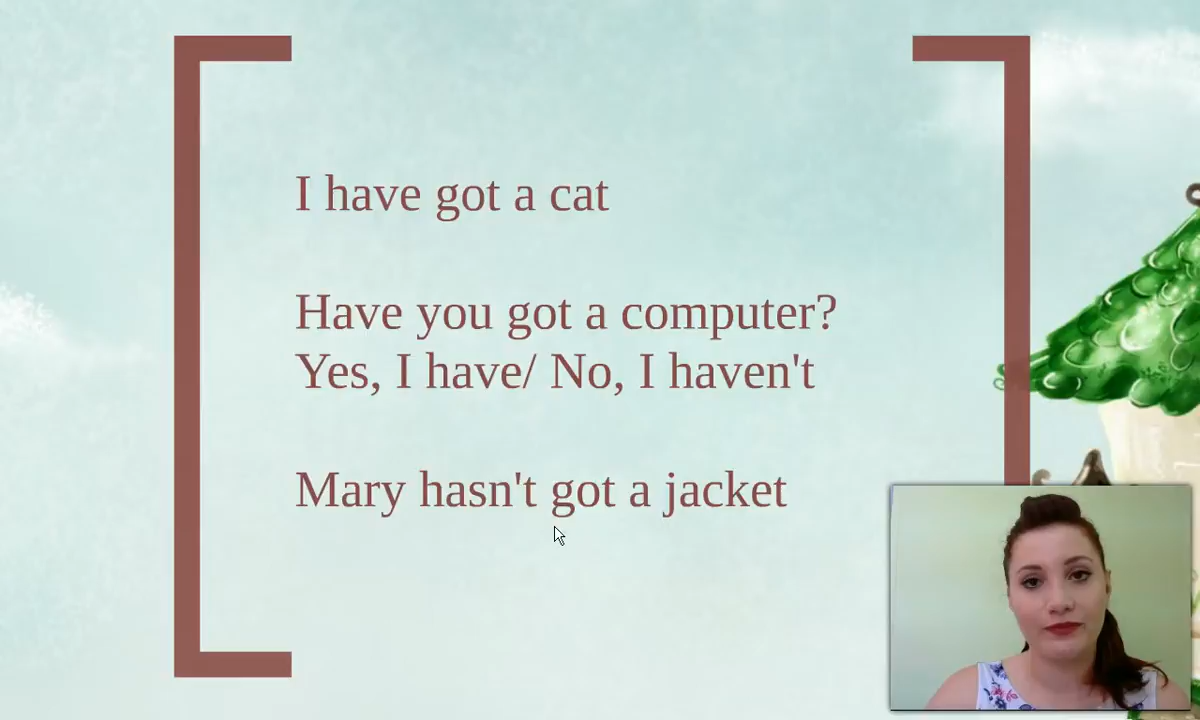 I have got a cat
Have you got a computer?
Yes, I have/ No, I haven't
Mary hasn't got a jacket